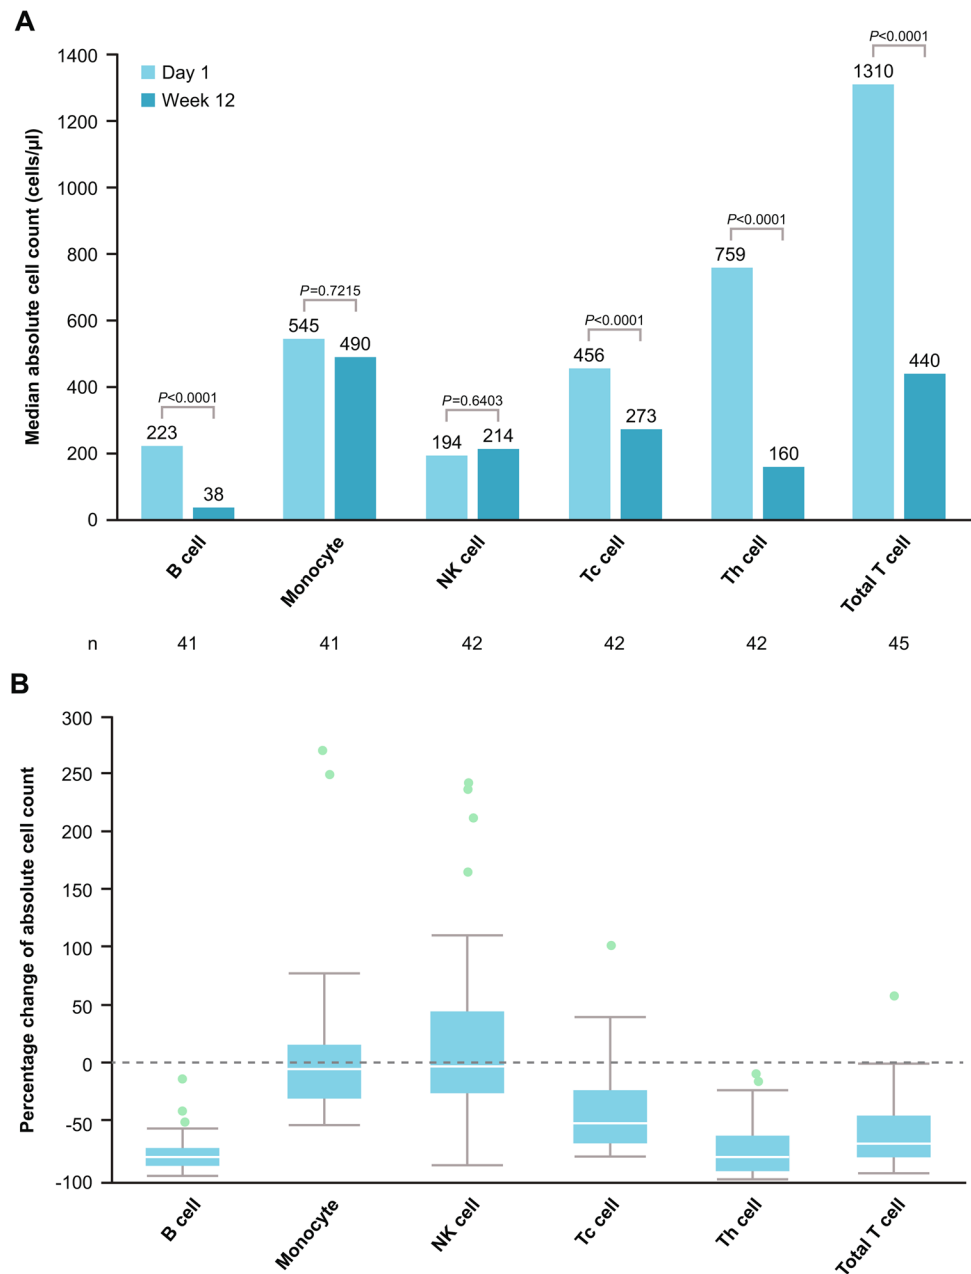 A
P<0.0001
1400
1310
Day 1
Week 12
1200
1000
P<0.0001
800
759
P=0.7215
600
545
490
P<0.0001
456
440
400
P<0.0001
P=0.6403
273
223
194
214
200
160
38
0
Median absolute cell count (cells/µl)
B cell
Monocyte
NK cell
Tc cell
Th cell
Total T cell
n 41 41 42 42 42 45
B
300
250
200
150
100
50
0
-50
-100
Percentage change of absolute cell count
B cell
Monocyte
NK cell
Tc cell
Th cell
Total T cell